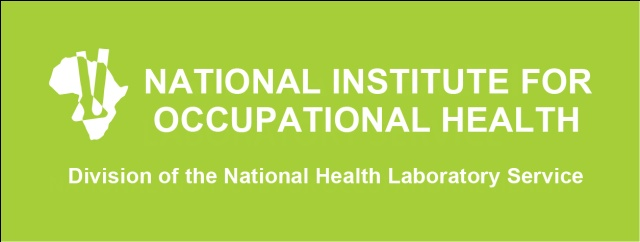 NATIONAL INSTITUTE FOR
OCCUPATIONAL HEALTH
Division of the National Health Laboratory Service